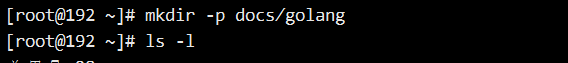 [root@192 ~]# mkdir -p docs/golang
[root@192 ~]# ls -l